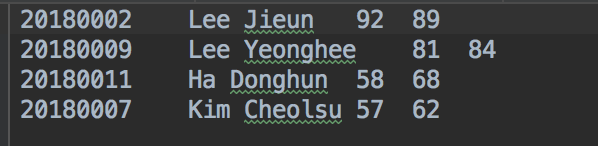 20180002 Lee Jieun 92 89
20180009 Lee Yeonghee 81 84
20180011 Ha Donghun 58 68
20180007 Kim Cheolsu 57 62